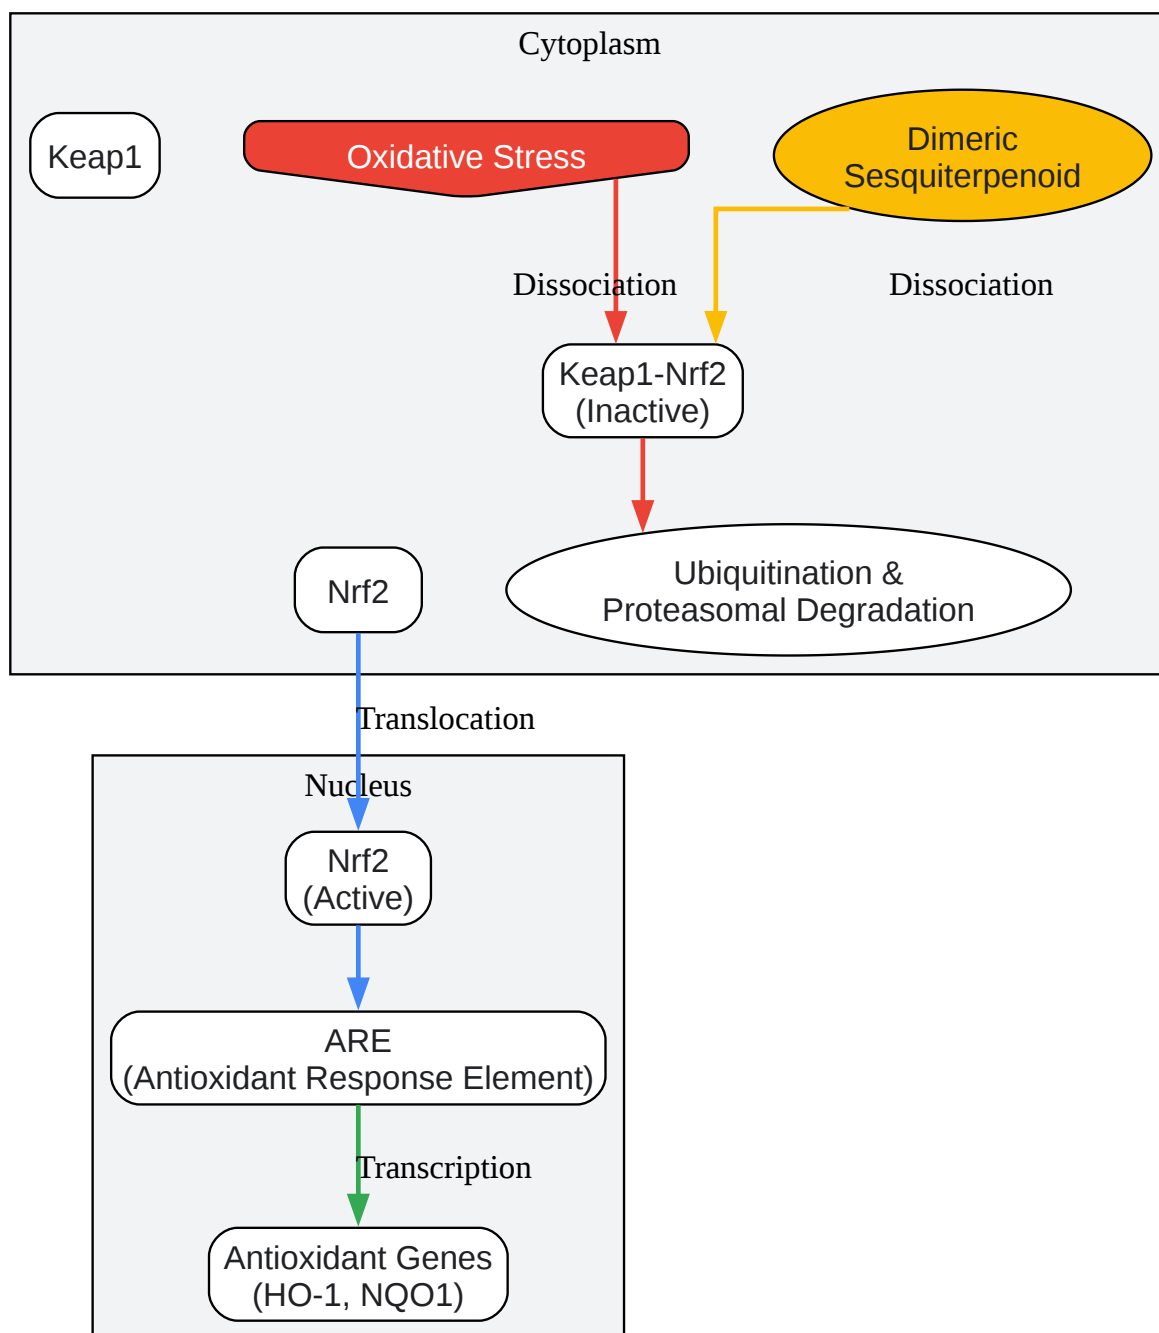 Cytoplasm
Keap1
Oxidative Stress
Dimeric
Sesquiterpenoid
Dissociation
Dissociation
Keap1-Nrf2
(Inactive)
Nrf2
Ubiquitination &
Proteasomal Degradation
Translocation
Nucleus
Nrf2
(Active)
ARE
(Antioxidant Response Element)
Transcription
Antioxidant Genes
(HO-1, NQO1)